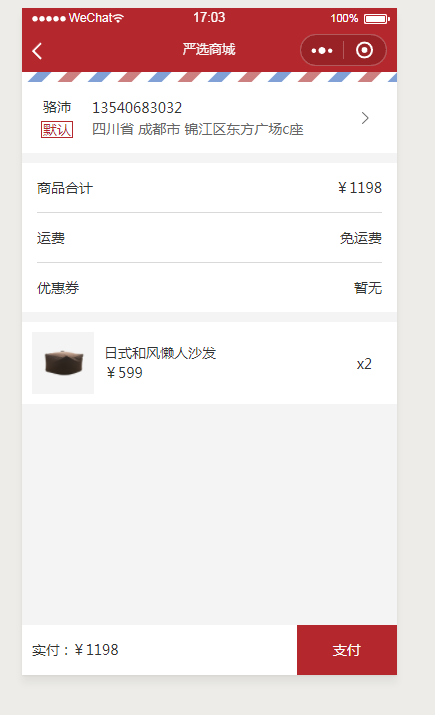 WeChat 17:03 100%
严选商城
骆沛 13540683032
默认 四川省 成都市 锦江区东方广场c座
商品合计 ￥1198
运费 免运费
优惠券 暂无
日式和风懒人沙发
￥599 x2
实付：￥1198 支付